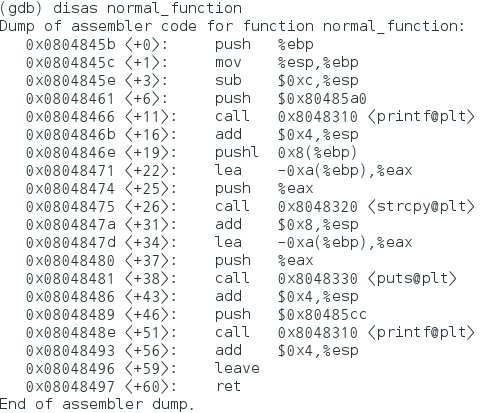 (gdb) disas normal_function
Dump of assembler code for function normal_function:
   0x0804845b <+0>:     push   %ebp
   0x0804845c <+1>:     mov    %esp,%ebp
   0x0804845e <+3>:     sub    $0xc,%esp
   0x08048461 <+6>:     push   $0x80485a0
   0x08048466 <+11>:    call   0x8048310 <printf@plt>
   0x0804846b <+16>:    add    $0x4,%esp
   0x0804846e <+19>:    pushl  0x8(%ebp)
   0x08048471 <+22>:    lea    -0xa(%ebp),%eax
   0x08048474 <+25>:    push   %eax
   0x08048475 <+26>:    call   0x8048320 <strcpy@plt>
   0x0804847a <+31>:    add    $0x8,%esp
   0x0804847d <+34>:    lea    -0xa(%ebp),%eax
   0x08048480 <+37>:    push   %eax
   0x08048481 <+38>:    call   0x8048330 <puts@plt>
   0x08048486 <+43>:    add    $0x4,%esp
   0x08048489 <+46>:    push   $0x80485cc
   0x0804848e <+51>:    call   0x8048310 <printf@plt>
   0x08048493 <+56>:    add    $0x4,%esp
   0x08048496 <+59>:    leave
   0x08048497 <+60>:    ret
End of assembler dump.